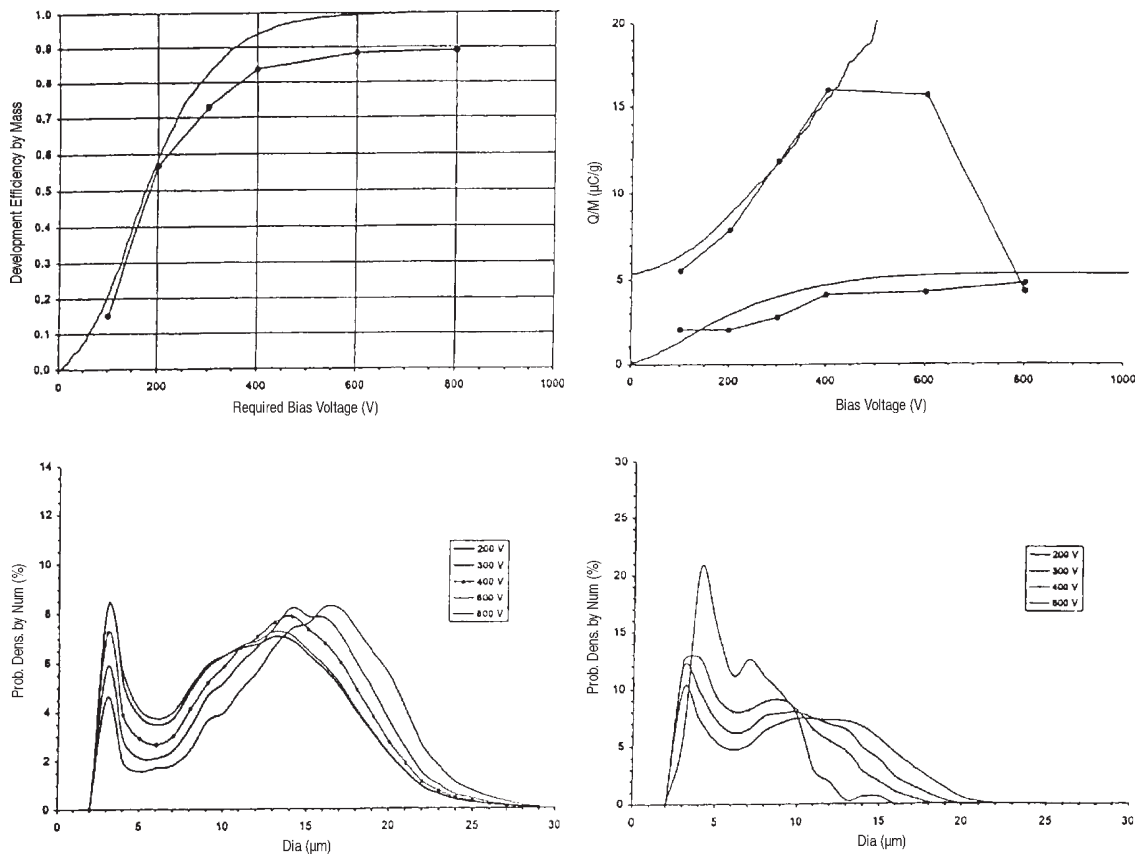 1.0
0.9
0.8
0.7
0.6
0.5
0.4
0.3
0.2
0.1
0.0
Development Efficiency by Mass
0 200 400 600 800 1000
Required Bias Voltage (V)
20
15
10
5
0
Q/M (µC/g)
0 200 400 600 800 1000
Bias Voltage (V)
14
12
10
8
6
4
2
0
Prob. Dens. by Num (%)
200 V
300 V
400 V
600 V
800 V
0 5 10 15 20 25 30
Dia (µm)
30
25
20
15
10
5
0
Prob. Dens. by Num (%)
200 V
300 V
400 V
0 5 10 15 20 25 30
Dia (µm)